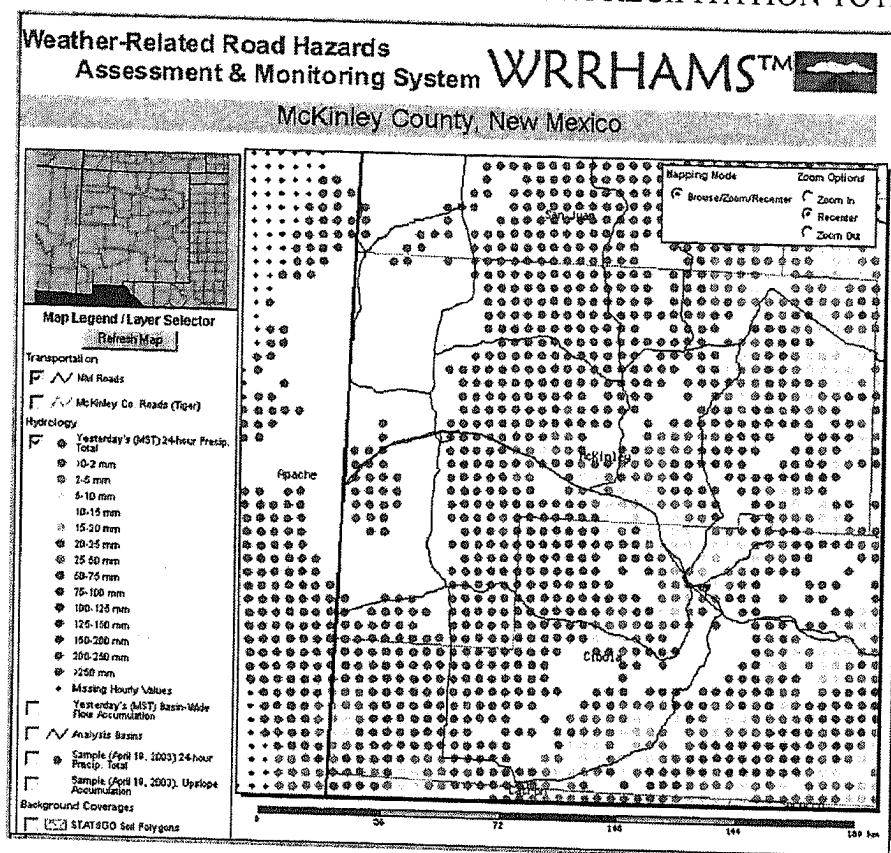 PRECIPITATION
Weather-Related Road Hazards
Assessment & Monitoring System WRRHAMS™
McKinley County, New Mexico
Mapping Mode
Zoom Options
Browse/Zoom/Recenter
Zoom In
Recenter
Zoom Out
San Juan
Map Legend / Layer Selector
Refresh Map
Transportation
NM Roads
McKinley Co. Roads (Tiger)
Hydrology
Yesterday's (MST) 24-hour Precip.
Total
>0-2 mm
2-5 mm
5-10 mm
10-15 mm
15-20 mm
20-25 mm
25-50 mm
50-75 mm
75-100 mm
100-125 mm
125-150 mm
150-200 mm
200-250 mm
>250 mm
Missing Hourly Values
Yesterday's (MST) Basin-Wide
Flow Accumulation
Analysis Basins
Sample (April 19, 2003) 24-hour
Precip. Total
Sample (April 19, 2003). Upslope
Accumulation
Background Coverages
STATSGO Soil Polygons
Apache
McKinley
Cibola
Catron
0
36
72
108
144
180 km